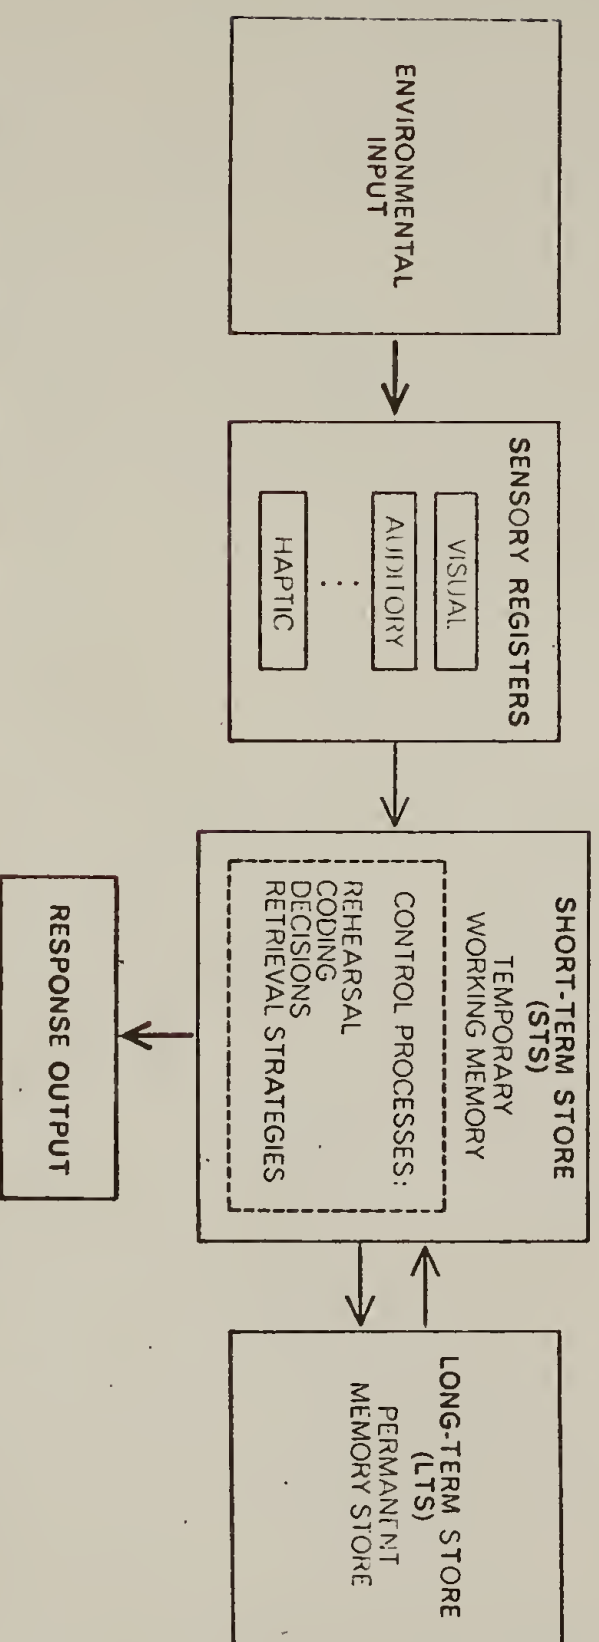 ENVIRONMENTAL
INPUT
SENSORY REGISTERS
VISUAL
AUDITORY
...
HAPTIC
SHORT-TERM STORE
(STS)
TEMPORARY
WORKING MEMORY
CONTROL PROCESSES:
REHEARSAL
CODING
DECISIONS
RETRIEVAL STRATEGIES
RESPONSE OUTPUT
LONG-TERM STORE
(LTS)
PERMANENT
MEMORY STORE